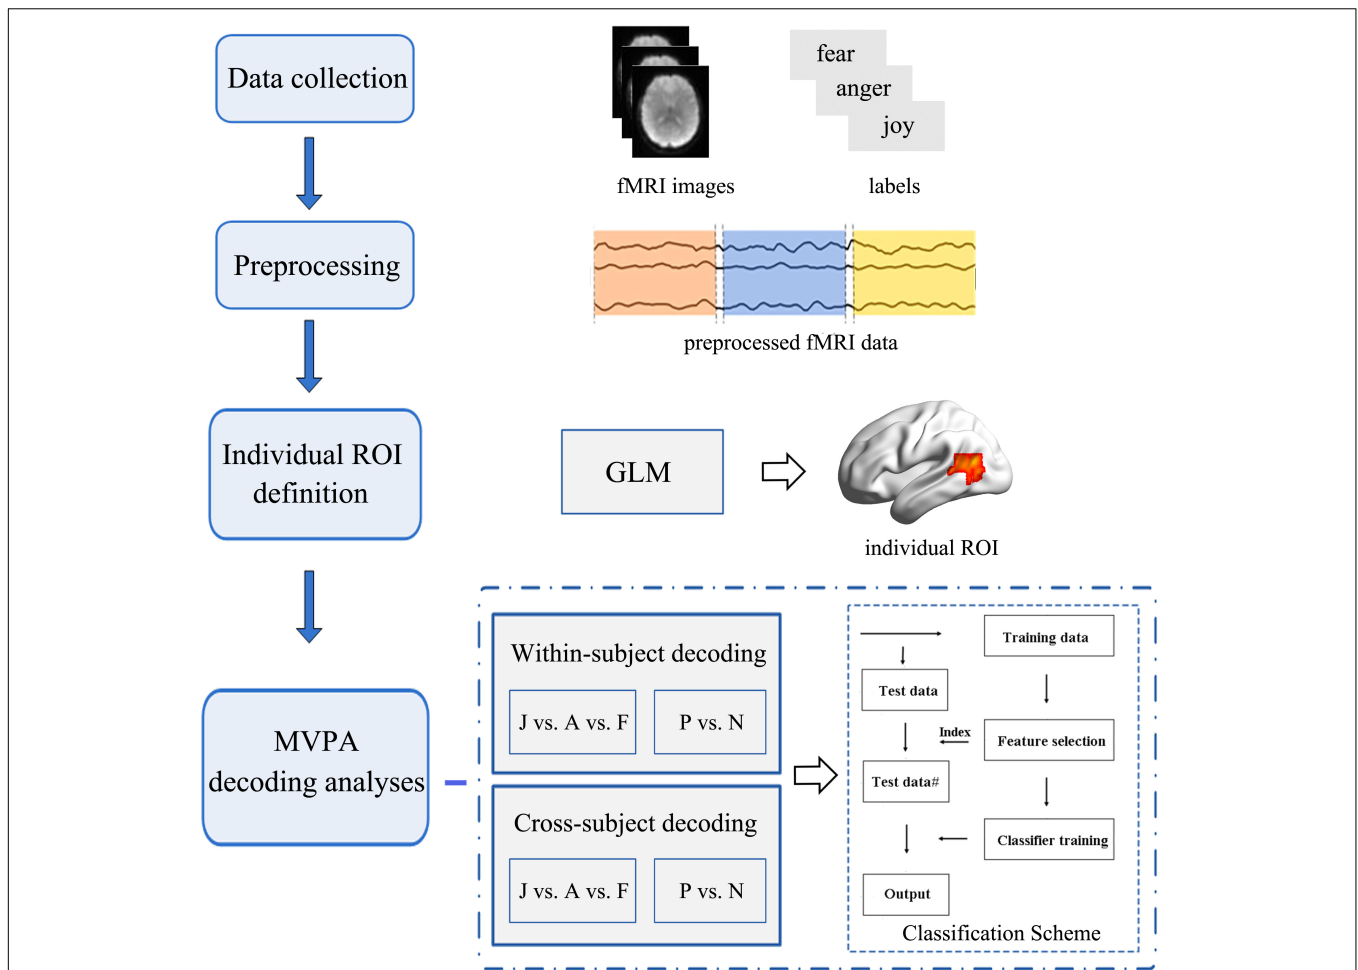 Data collection
fear
anger
joy
fMRI images
labels
Preprocessing
preprocessed fMRI data
Individual ROI
definition
GLM
individual ROI
MVPA
decoding analyses
Within-subject decoding
J vs. A vs. F
P vs. N
Cross-subject decoding
J vs. A vs. F
P vs. N
Training data
Test data
Index
Feature selection
Test data#
Classifier training
Output
Classification Scheme